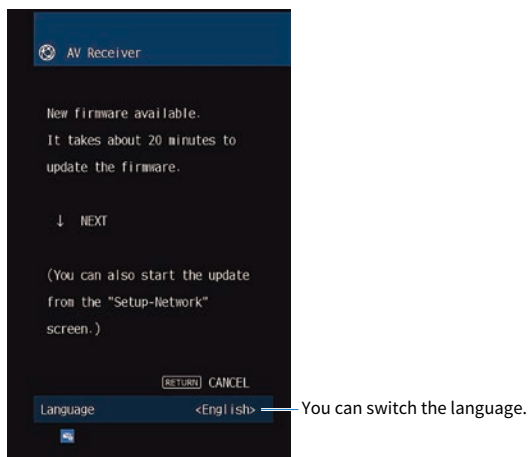 AV Receiver
New firmware available.
It takes about 20 minutes to
update the firmware.
↓ NEXT
(You can also start the update
from the "Setup-Network"
screen.)
RETURN CANCEL
Language <English>
You can switch the language.